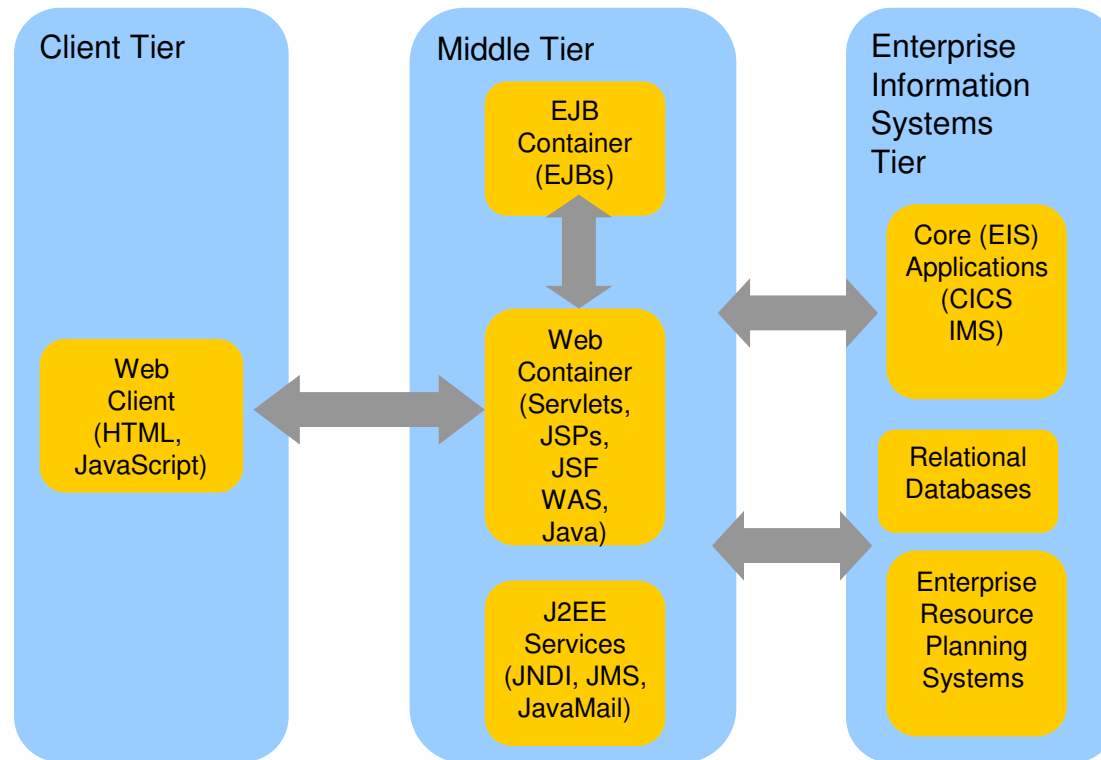 Client Tier
Web
Client
(HTML,
JavaScript)
Middle Tier
EJB
Container
(EJBs)
Web
Container
(Servlets,
JSPs,
JSF
WAS,
Java)
J2EE
Services
(JNDI, JMS,
JavaMail)
Enterprise
Information
Systems
Tier
Core (EIS)
Applications
(CICS
IMS)
Relational
Databases
Enterprise
Resource
Planning
Systems